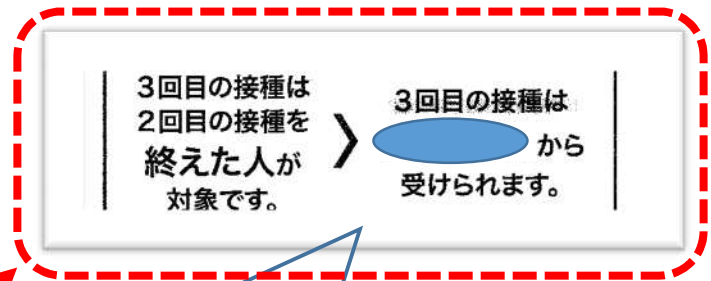 3回目の接種は
2回目の接種を
終えた人が
対象です。
3回目の接種は
から
受けられます。